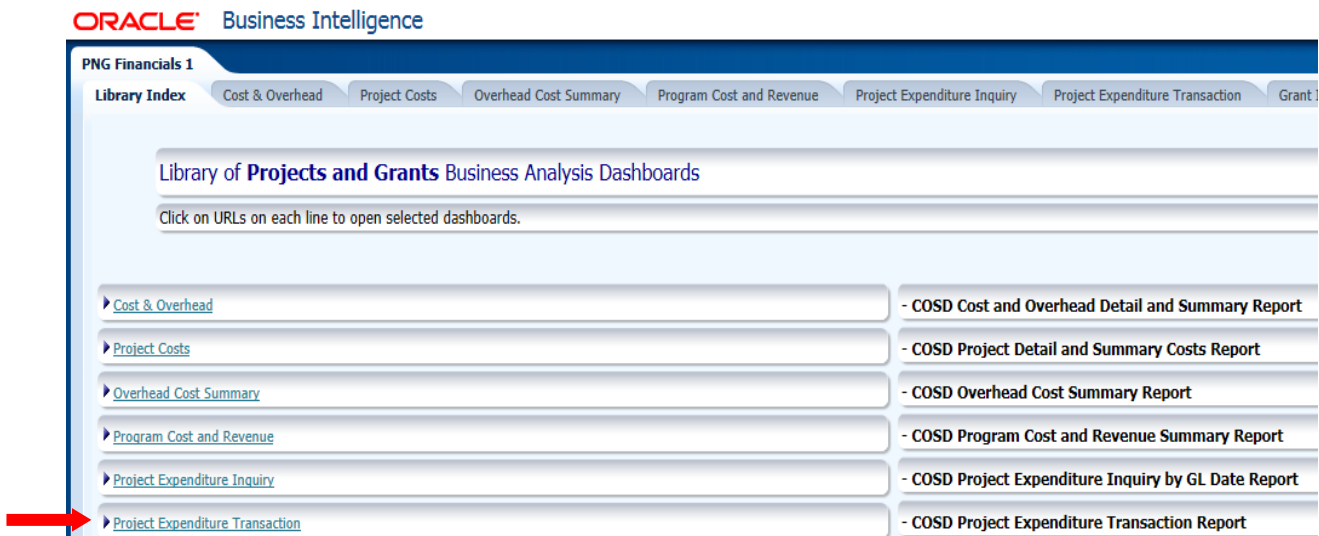 ORACLE Business Intelligence
PNG Financials 1
Library Index Cost & Overhead Project Costs Overhead Cost Summary Program Cost and Revenue Project Expenditure Inquiry Project Expenditure Transaction Grant
Library of Projects and Grants Business Analysis Dashboards
Click on URLs on each line to open selected dashboards.
Cost & Overhead - COSD Cost and Overhead Detail and Summary Report
Project Costs - COSD Project Detail and Summary Costs Report
Overhead Cost Summary - COSD Overhead Cost Summary Report
Program Cost and Revenue - COSD Program Cost and Revenue Summary Report
Project Expenditure Inquiry - COSD Project Expenditure Inquiry by GL Date Report
Project Expenditure Transaction - COSD Project Expenditure Transaction Report